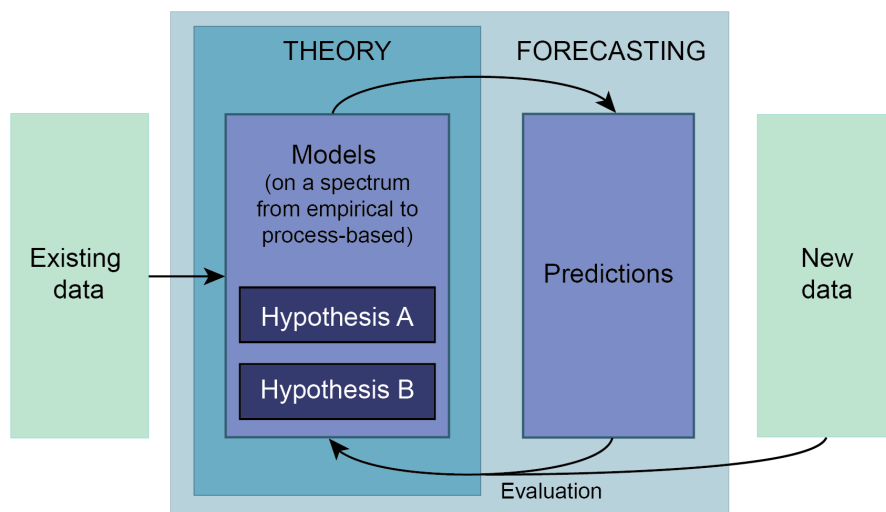 THEORY
FORECASTING
Existing
data
Models
(on a spectrum
from empirical to
process-based)
Hypothesis A
Hypothesis B
Predictions
New
data
Evaluation